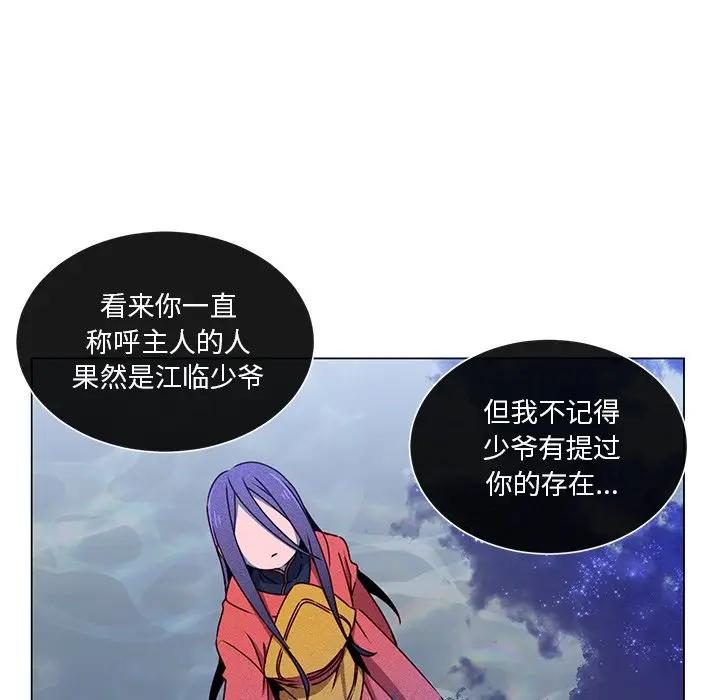 看来你一直
称呼主人的人
果然是江临少爷
但我不记得
少爷有提过
你的存在...